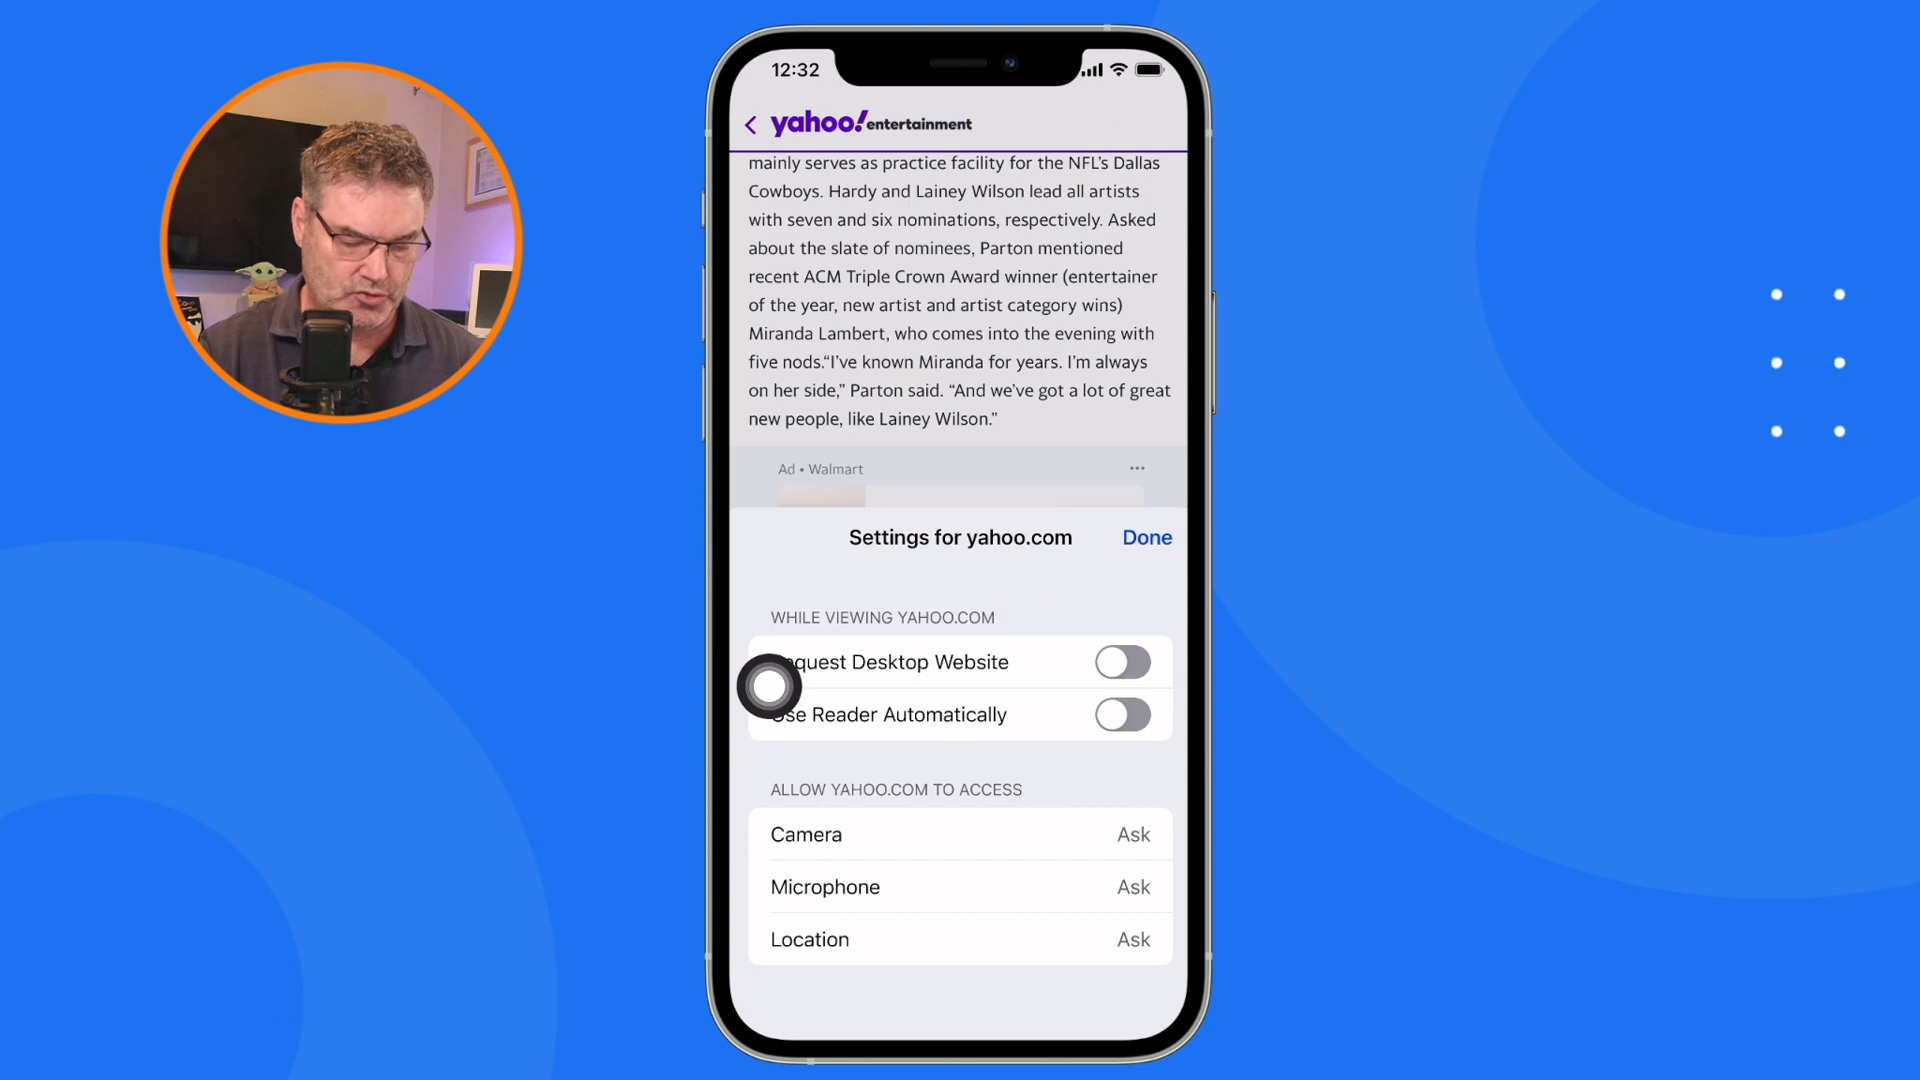 12:32
yahoo!entertainment
mainly serves as practice facility for the NFL’s Dallas
Cowboys. Hardy and Lainey Wilson lead all artists
with seven and six nominations, respectively. Asked
about the slate of nominees, Parton mentioned
recent ACM Triple Crown Award winner (entertainer
of the year, new artist and artist category wins)
Miranda Lambert, who comes into the evening with
five nods.“I’ve known Miranda for years. I’m always
on her side,” Parton said. “And we’ve got a lot of great
new people, like Lainey Wilson.”
Ad • Walmart
Settings for yahoo.com
Done
WHILE VIEWING YAHOO.COM
Desktop Website
Reader Automatically
ALLOW YAHOO.COM TO ACCESS
Camera Ask
Microphone Ask
Location Ask